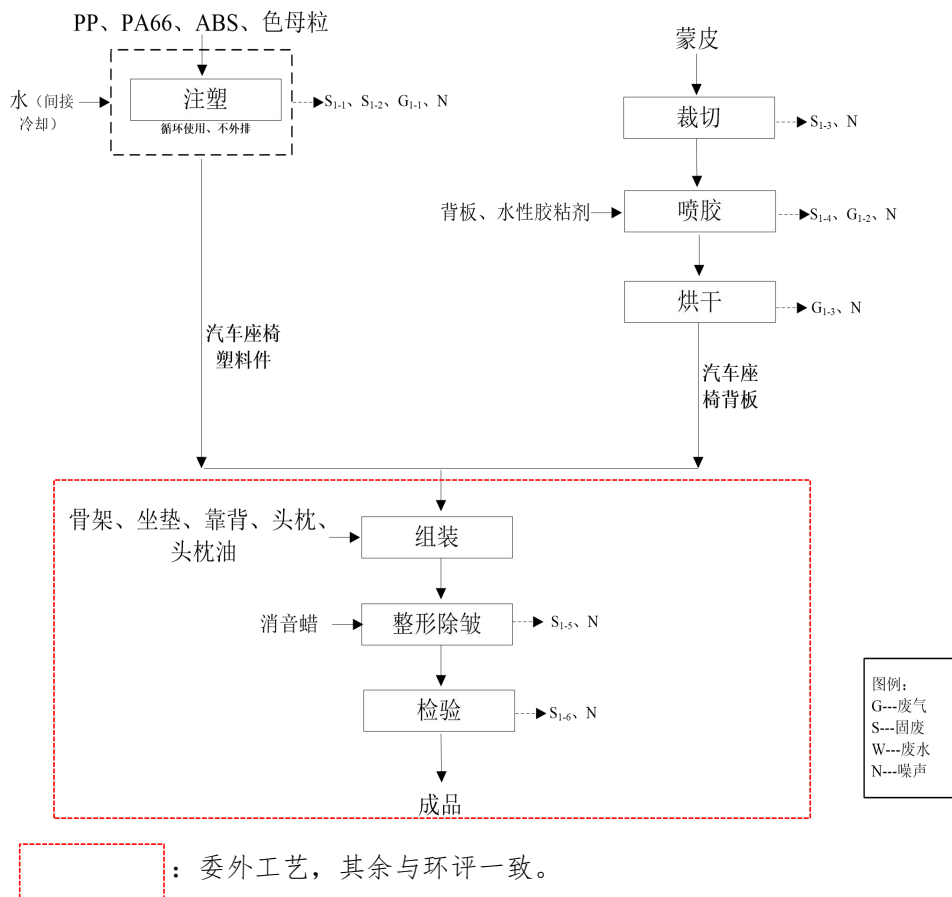 PP、PA66、ABS、色母粒
水（间接
冷却）
注塑
循环使用、不外排
S1-1、S1-2、G1-1、N
汽车座椅
塑料件
蒙皮
裁切
S1-3、N
背板、水性胶粘剂
喷胶
S1-4、G1-2、N
烘干
G1-3、N
汽车座
椅背板
骨架、坐垫、靠背、头枕、
头枕油
组装
消音蜡
整形除皱
S1-5、N
检验
S1-6、N
成品
图例：
G---废气
S---固废
W---废水
N---噪声
：委外工艺，其余与环评一致。